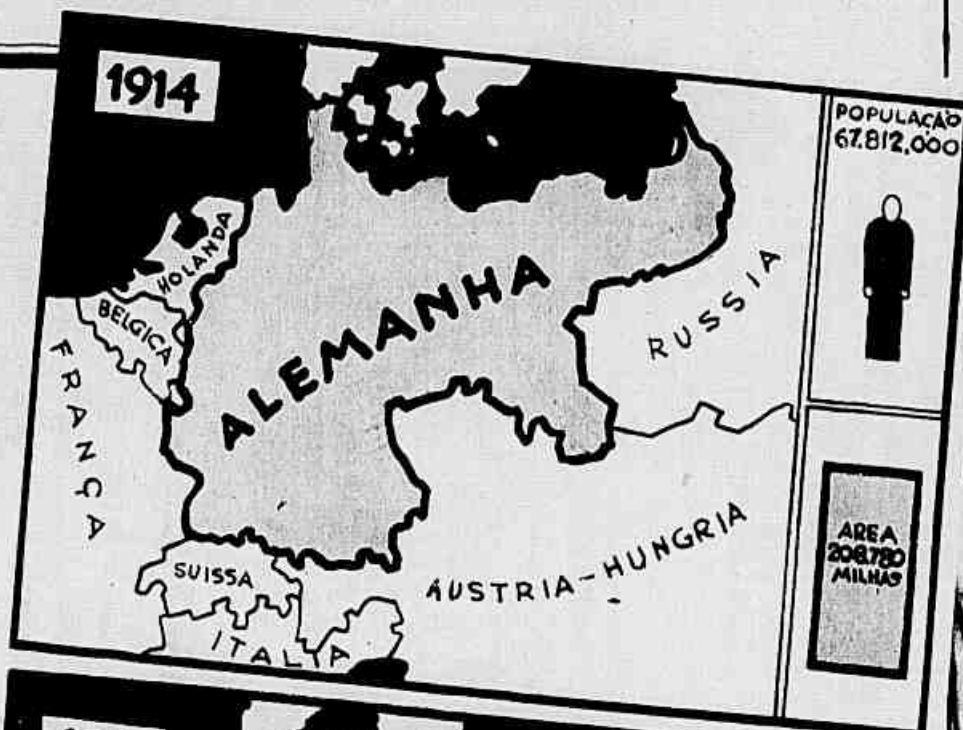 1914
POPULAÇÃO
67.812,000
HOLANDA
BELGICA
FRANÇA
ALEMANHA
RUSSIA
SUISSA
ITALIA
AUSTRIA-HUNGRIA
AREA
208.780
MILHAS